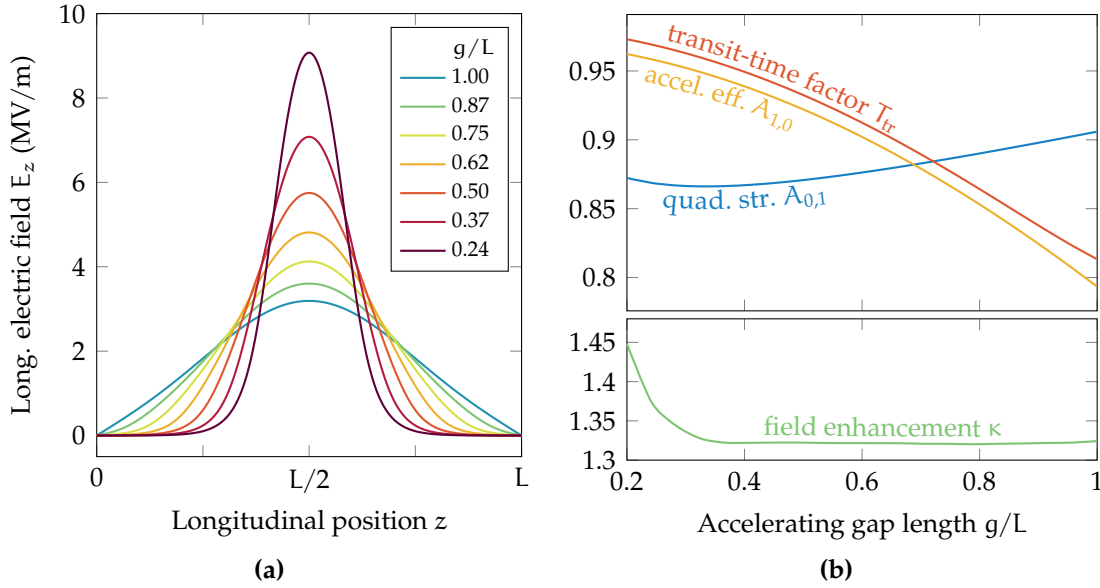 10
8
6
4
2
0
Long. electric field E_z (MV/m)
g/L
1.00
0.87
0.75
0.62
0.50
0.37
0.24
0
L/2
L
Longitudinal position z
(a)
0.95
0.9
0.85
0.8
transit-time factor T_tr
accel. eff. A_1,0
quad. str. A_0,1
1.45
1.4
1.35
1.3
field enhancement κ
0.2
0.4
0.6
0.8
1
Accelerating gap length g/L
(b)